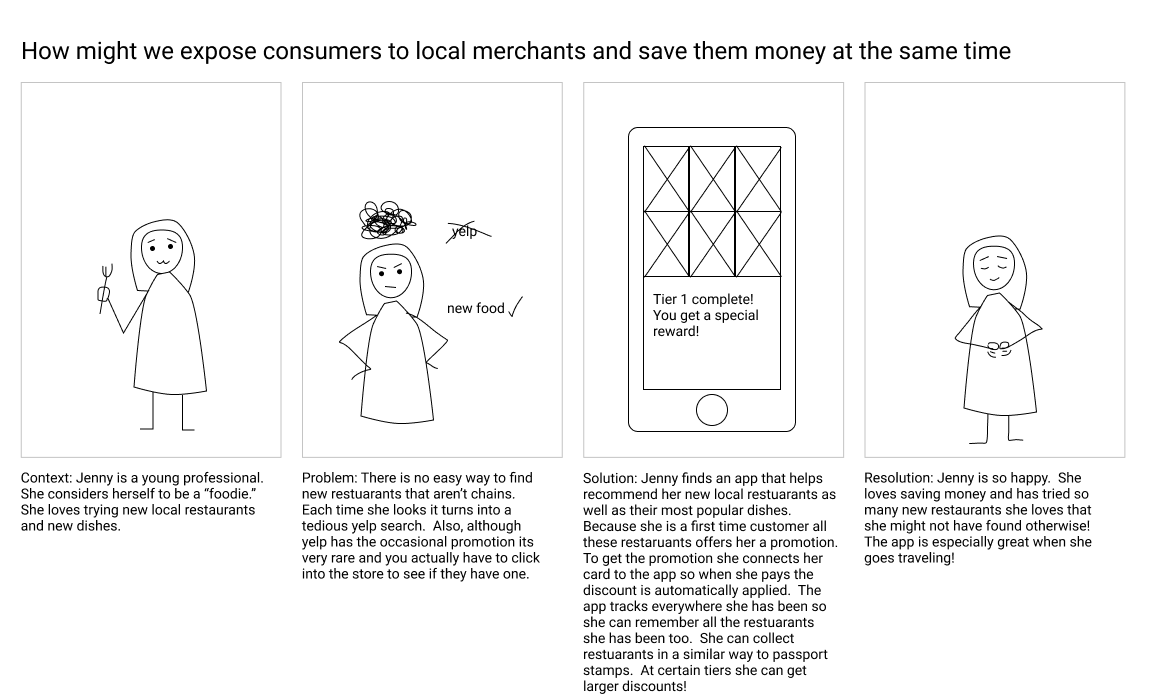 How might we expose consumers to local merchants and save them money at the same time
yelp
new food
Tier 1 complete!
You get a special
reward!
Context: Jenny is a young professional.
She considers herself to be a “foodie.”
She loves trying new local restaurants
and new dishes.
Problem: There is no easy way to find
new restuarants that aren’t chains.
Each time she looks it turns into a
tedious yelp search.  Also, although
yelp has the occasional promotion its
very rare and you actually have to click
into the store to see if they have one.
Solution: Jenny finds an app that helps
recommend her new local restuarants as
well as their most popular dishes.
Because she is a first time customer all
these restaruants offers her a promotion.
To get the promotion she connects her
card to the app so when she pays the
discount is automatically applied.  The
app tracks everywhere she has been so
she can remember all the restuarants
she has been too.  She can collect
restuarants in a similar way to passport
stamps.  At certain tiers she can get
larger discounts!
Resolution: Jenny is so happy.  She
loves saving money and has tried so
many new restaurants she loves that
she might not have found otherwise!
The app is especially great when she
goes traveling!